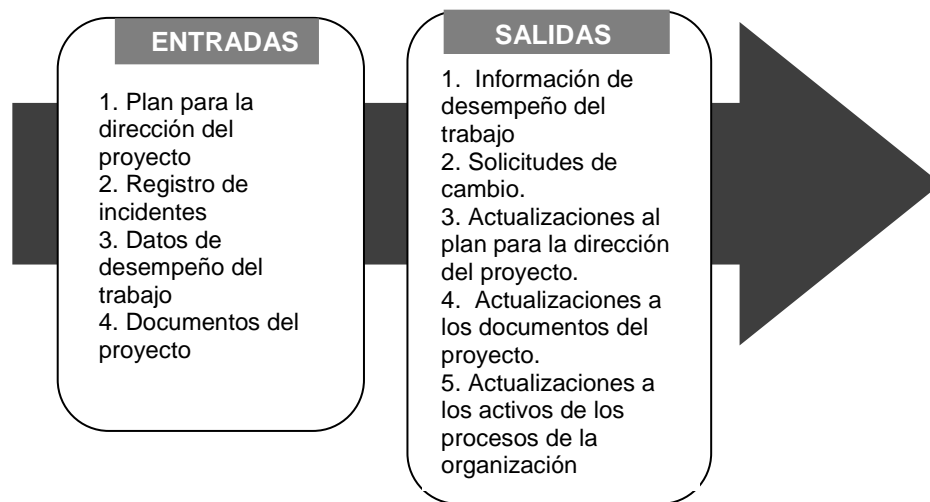 ENTRADAS
1. Plan para la
dirección del
proyecto
2. Registro de
incidentes
3. Datos de
desempeño del
trabajo
4. Documentos del
proyecto
SALIDAS
1. Información de
desempeño del
trabajo
2. Solicitudes de
cambio.
3. Actualizaciones al
plan para la dirección
del proyecto.
4. Actualizaciones a
los documentos del
proyecto.
5. Actualizaciones a
los activos de los
procesos de la
organización